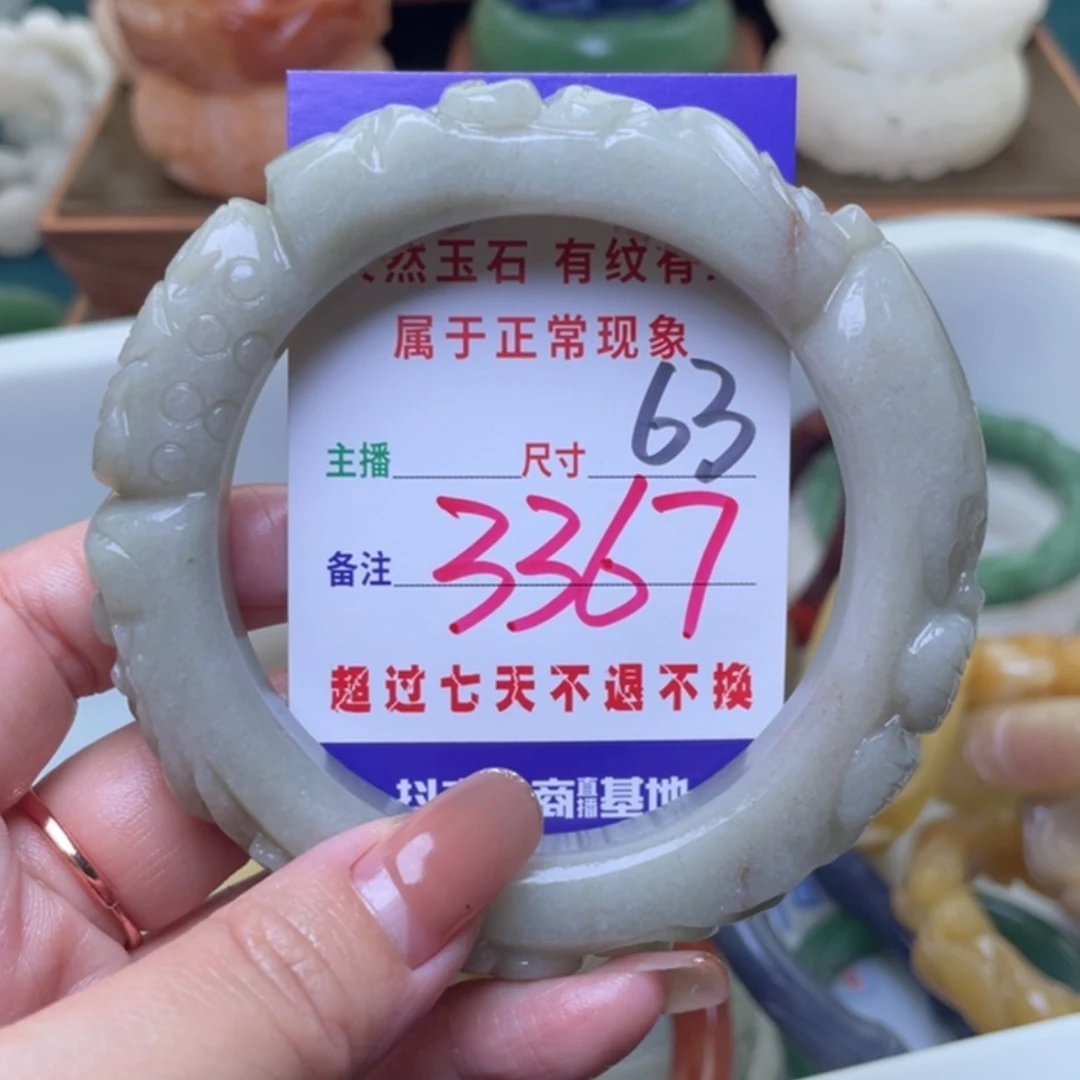 然玉石 有纹有
属于正常现象
主播 尺寸 63
备注 3367
超过七天不退不换
商直播基地